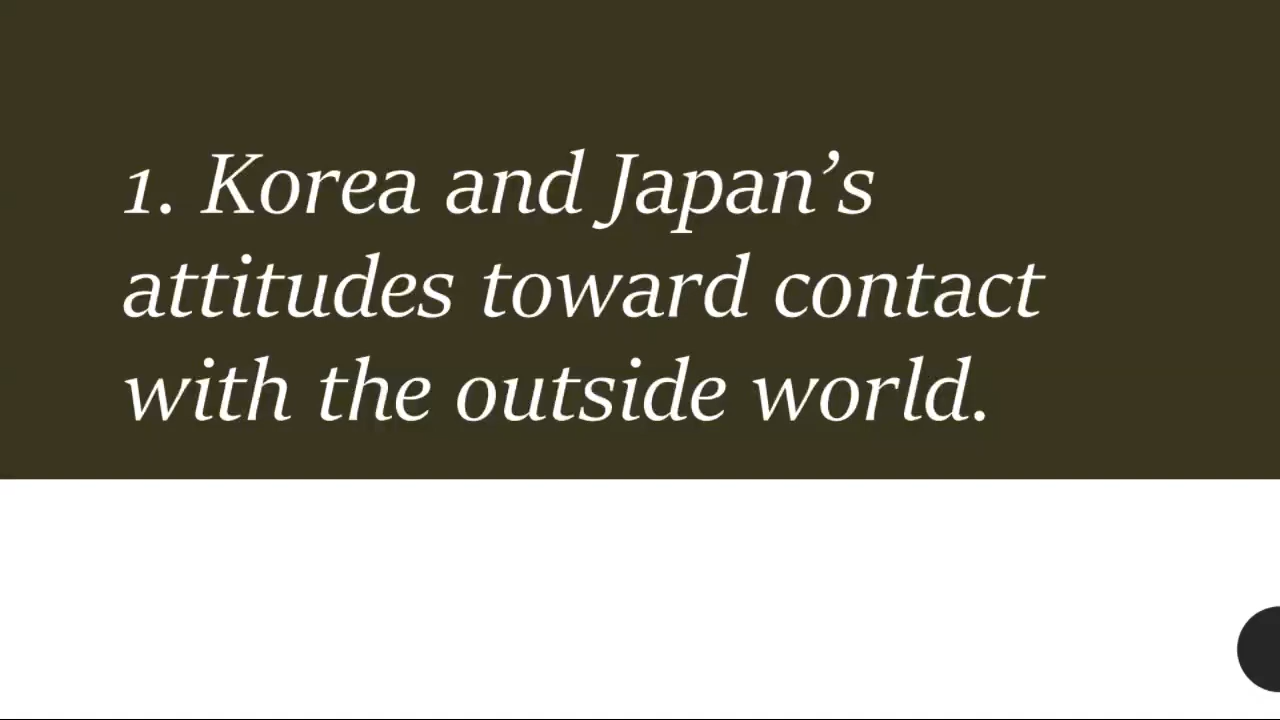 1. Korea and Japan’s
attitudes toward contact
with the outside world.